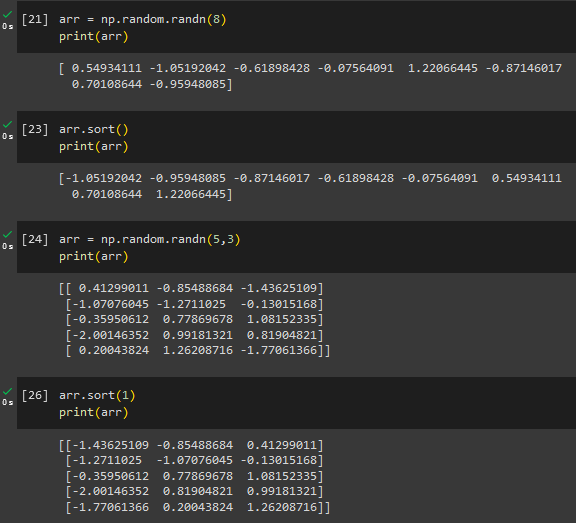 [21] arr = np.random.randn(8)
0s
print(arr)
[ 0.54934111 -1.05192042 -0.61898428 -0.07564091  1.22066445 -0.87146017
  0.70108644 -0.95948085]
[23] arr.sort()
0s
print(arr)
[-1.05192042 -0.95948085 -0.87146017 -0.61898428 -0.07564091  0.54934111
  0.70108644  1.22066445]
[24] arr = np.random.randn(5,3)
0s
print(arr)
[[ 0.41299011 -0.85488684 -1.43625109]
 [-1.07076045 -1.2711025  -0.13015168]
 [-0.35950612  0.77869678  1.08152335]
 [-2.00146352  0.99181321  0.81904821]
 [ 0.20043824  1.26208716 -1.77061366]]
[26] arr.sort(1)
0s
print(arr)
[[-1.43625109 -0.85488684  0.41299011]
 [-1.2711025  -1.07076045 -0.13015168]
 [-0.35950612  0.77869678  1.08152335]
 [-2.00146352  0.81904821  0.99181321]
 [-1.77061366  0.20043824  1.26208716]]